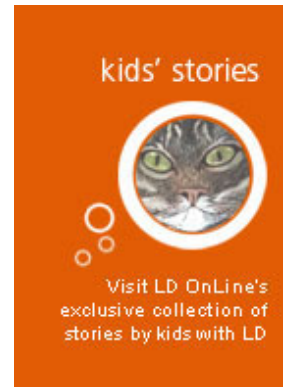 kids' stories
Visit LD OnLine's
exclusive collection of
stories by kids with LD